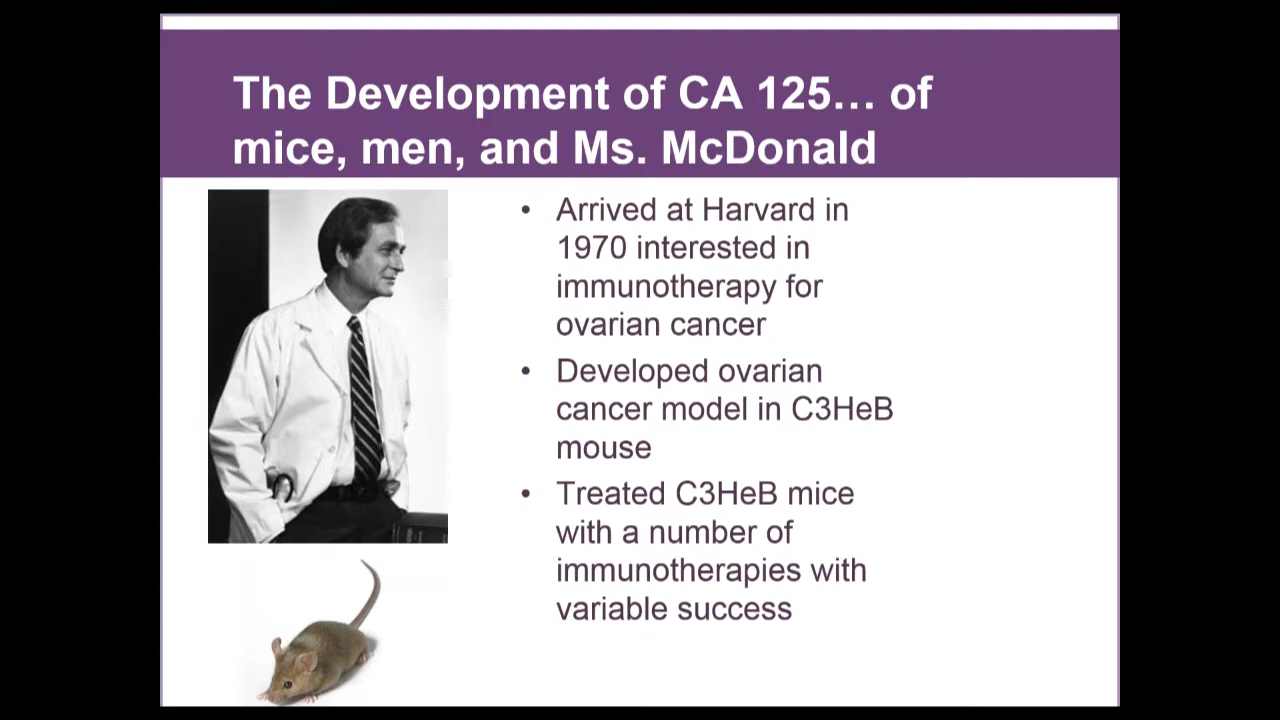 The Development of CA 125… of
mice, men, and Ms. McDonald
• Arrived at Harvard in
1970 interested in
immunotherapy for
ovarian cancer
• Developed ovarian
cancer model in C3HeB
mouse
• Treated C3HeB mice
with a number of
immunotherapies with
variable success